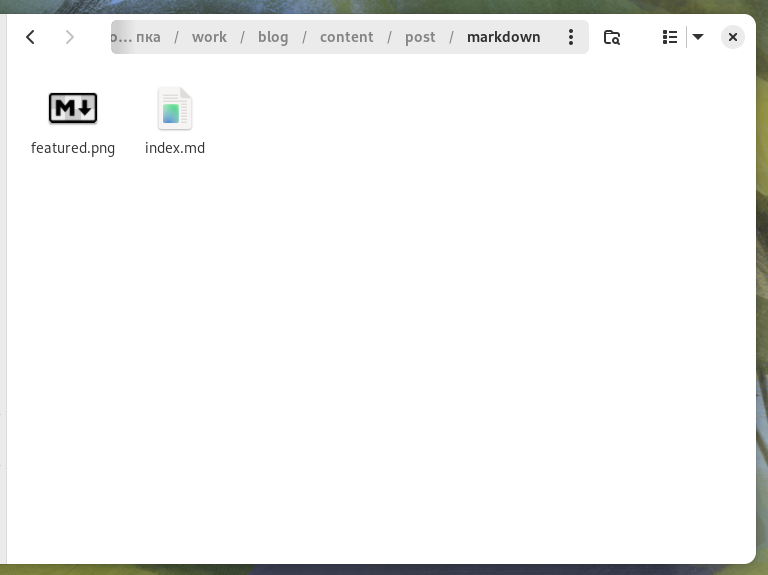 о… пка / work / blog / content / post / markdown
M
featured.png
index.md